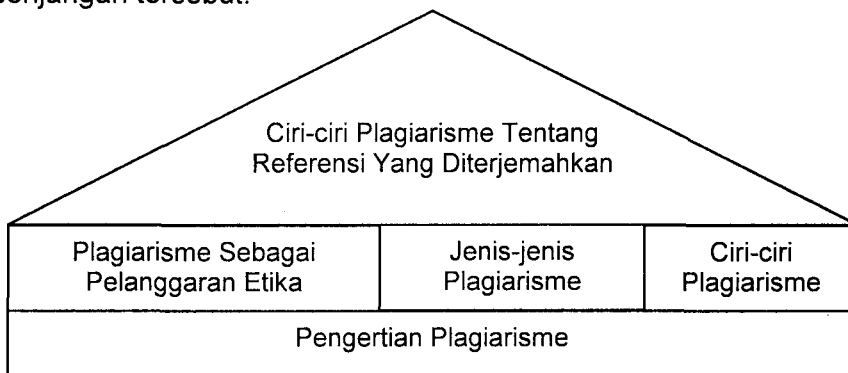 tersebut.
Ciri-ciri Plagiarisme Tentang
Referensi Yang Diterjemahkan
Plagiarisme Sebagai
Pelanggaran Etika
Jenis-jenis
Plagiarisme
Ciri-ciri
Plagiarisme
Pengertian Plagiarisme